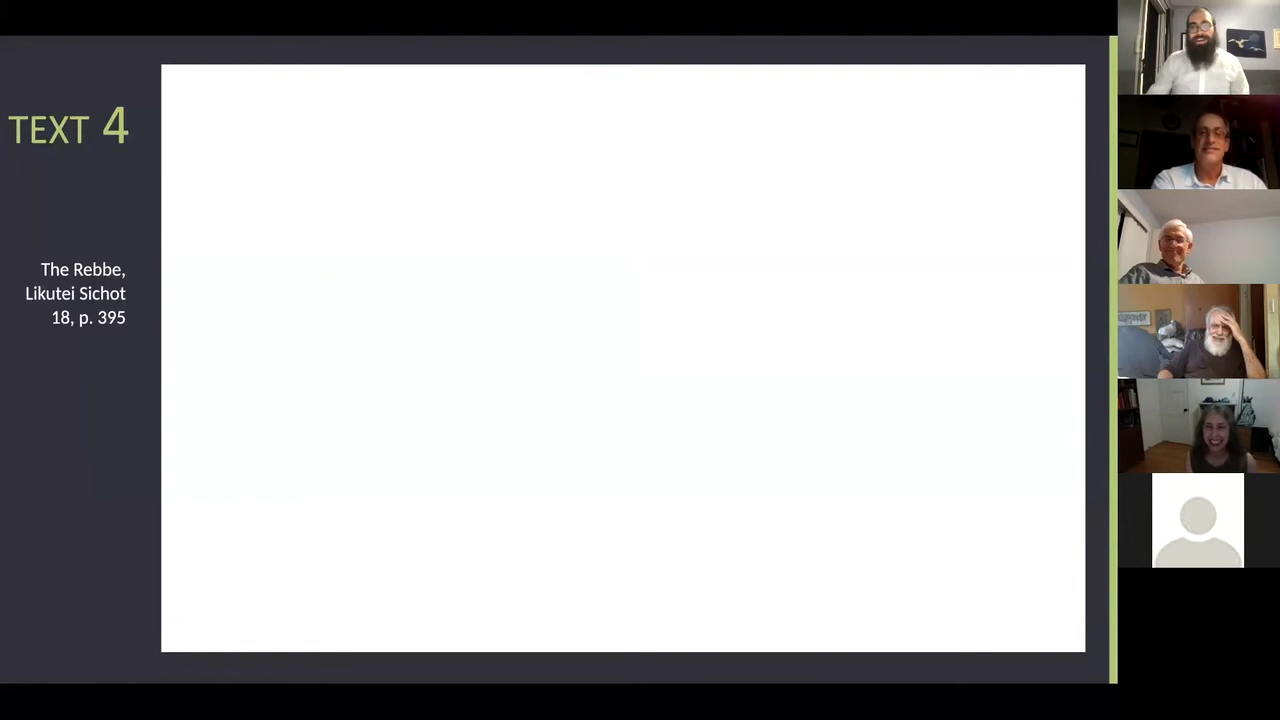 TEXT 4
The Rebbe,
Likutei Sichot
18, p. 395